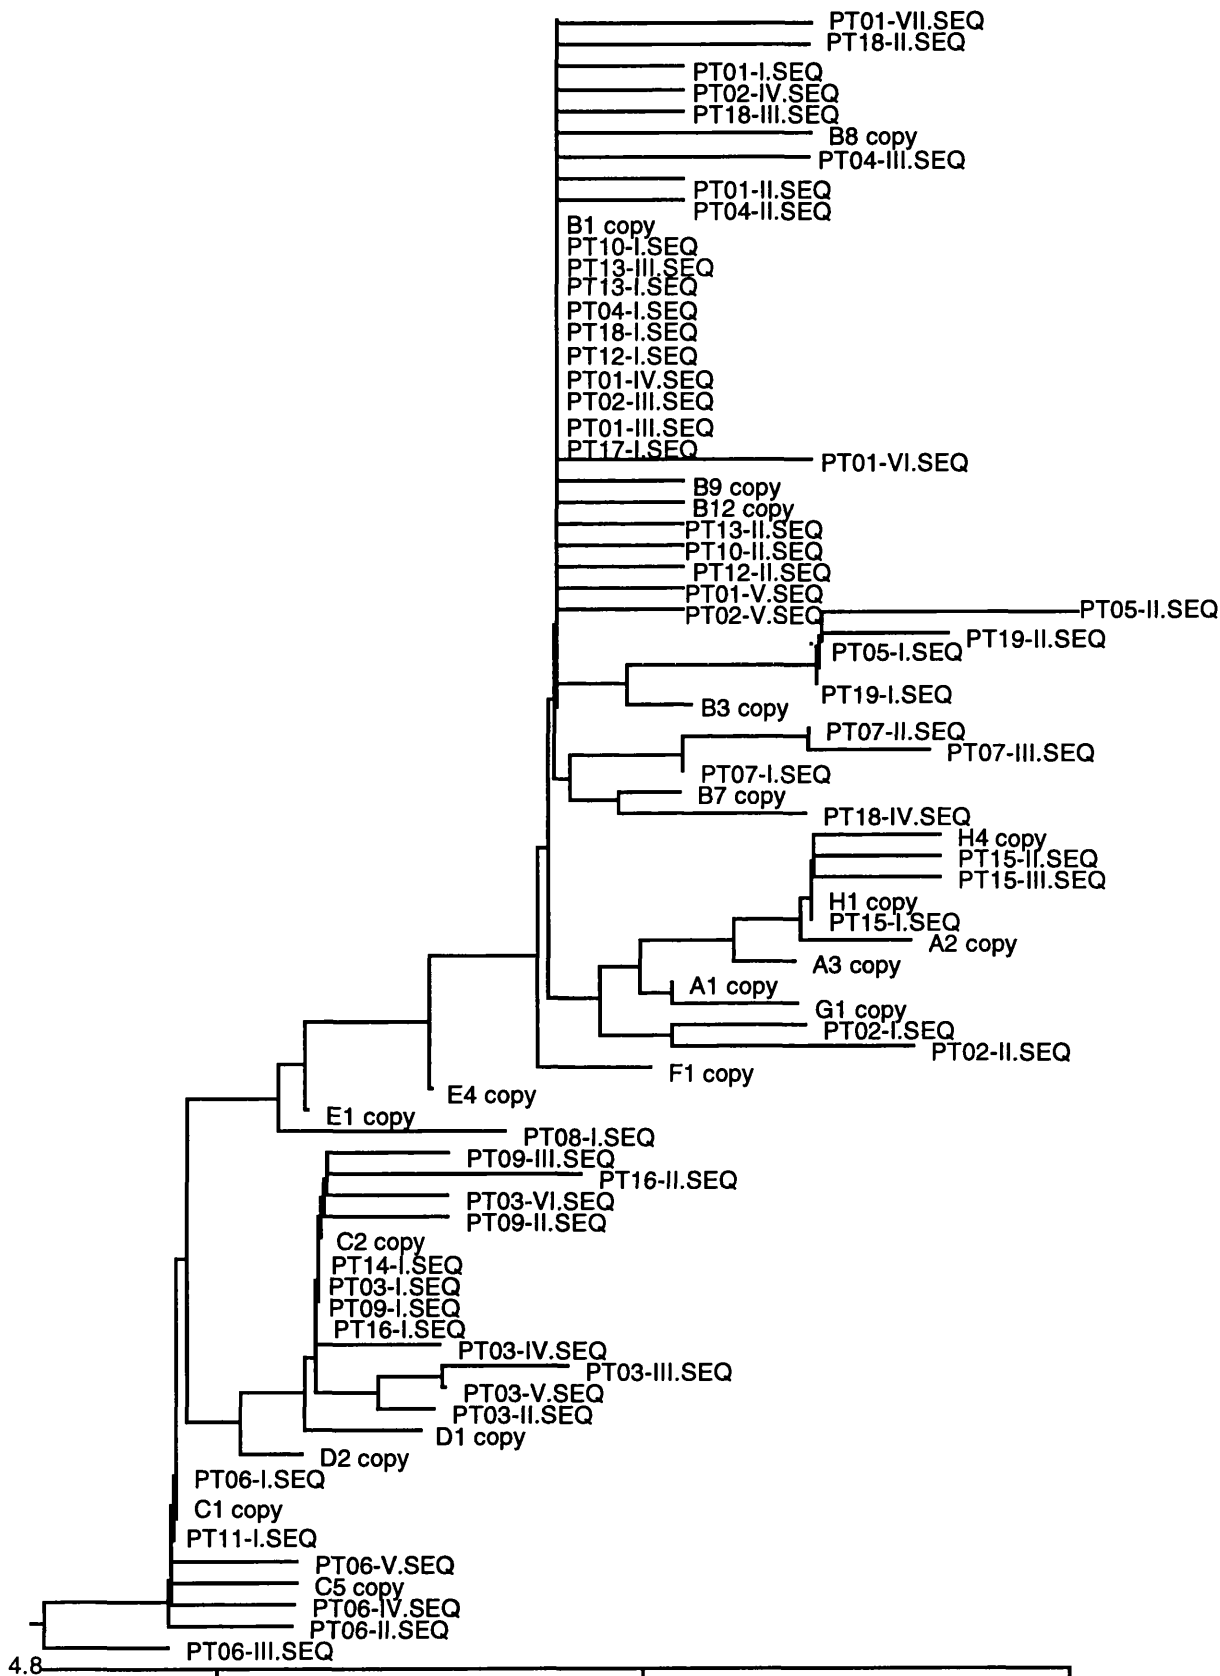 PT01-VII.SEQ
PT18-II.SEQ
PT01-I.SEQ
PT02-IV.SEQ
PT18-III.SEQ
B8 copy
PT04-III.SEQ
PT01-II.SEQ
PT04-II.SEQ
B1 copy
PT10-I.SEQ
PT13-III.SEQ
PT13-I.SEQ
PT04-I.SEQ
PT18-I.SEQ
PT12-I.SEQ
PT01-IV.SEQ
PT02-III.SEQ
PT01-III.SEQ
PT17-I.SEQ
PT01-VI.SEQ
B9 copy
B12 copy
PT13-II.SEQ
PT10-II.SEQ
PT12-II.SEQ
PT01-V.SEQ
PT02-V.SEQ
PT05-II.SEQ
PT19-II.SEQ
PT05-I.SEQ
PT19-I.SEQ
B3 copy
PT07-II.SEQ
PT07-III.SEQ
PT07-I.SEQ
B7 copy
PT18-IV.SEQ
H4 copy
PT15-II.SEQ
PT15-III.SEQ
H1 copy
PT15-I.SEQ
A2 copy
A3 copy
A1 copy
G1 copy
PT02-I.SEQ
PT02-II.SEQ
F1 copy
E4 copy
E1 copy
PT08-I.SEQ
PT09-III.SEQ
PT16-II.SEQ
PT03-VI.SEQ
PT09-II.SEQ
C2 copy
PT14-I.SEQ
PT03-I.SEQ
PT09-I.SEQ
PT16-I.SEQ
PT03-IV.SEQ
PT03-III.SEQ
PT03-V.SEQ
PT03-II.SEQ
D1 copy
D2 copy
PT06-I.SEQ
C1 copy
PT11-I.SEQ
PT06-V.SEQ
C5 copy
PT06-IV.SEQ
PT06-II.SEQ
PT06-III.SEQ
4.8